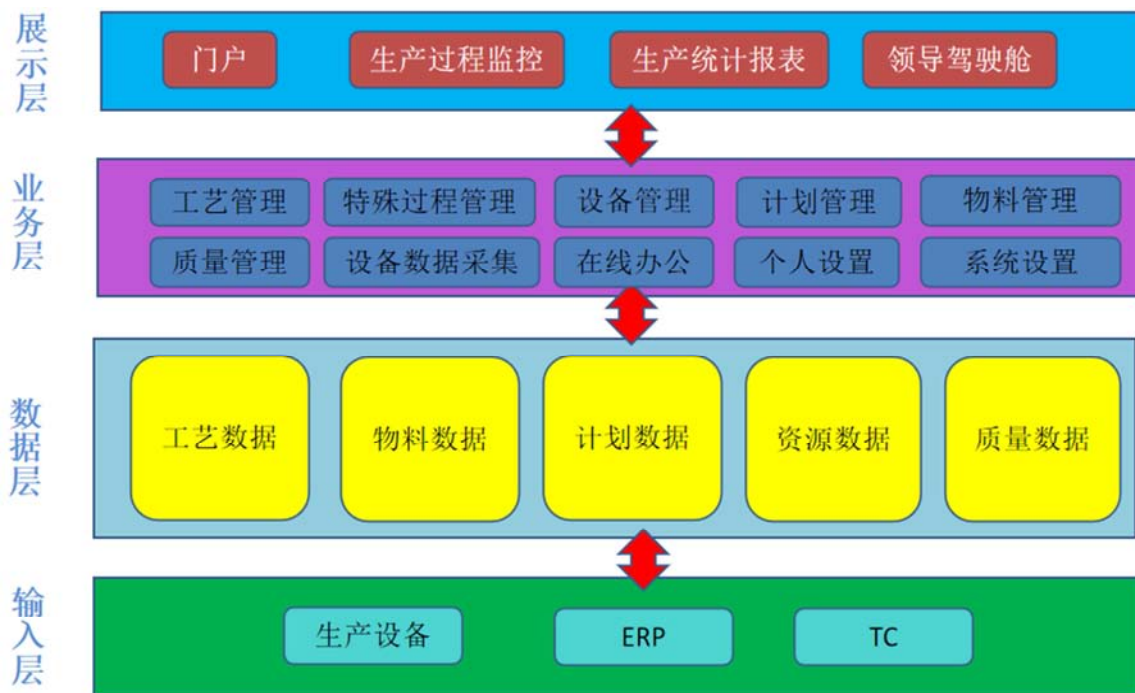 展示层
门户 生产过程监控 生产统计报表 领导驾驶舱
业务层
工艺管理 特殊过程管理 设备管理 计划管理 物料管理
质量管理 设备数据采集 在线办公 个人设置 系统设置
数据层
工艺数据 物料数据 计划数据 资源数据 质量数据
输入层
生产设备 ERP TC